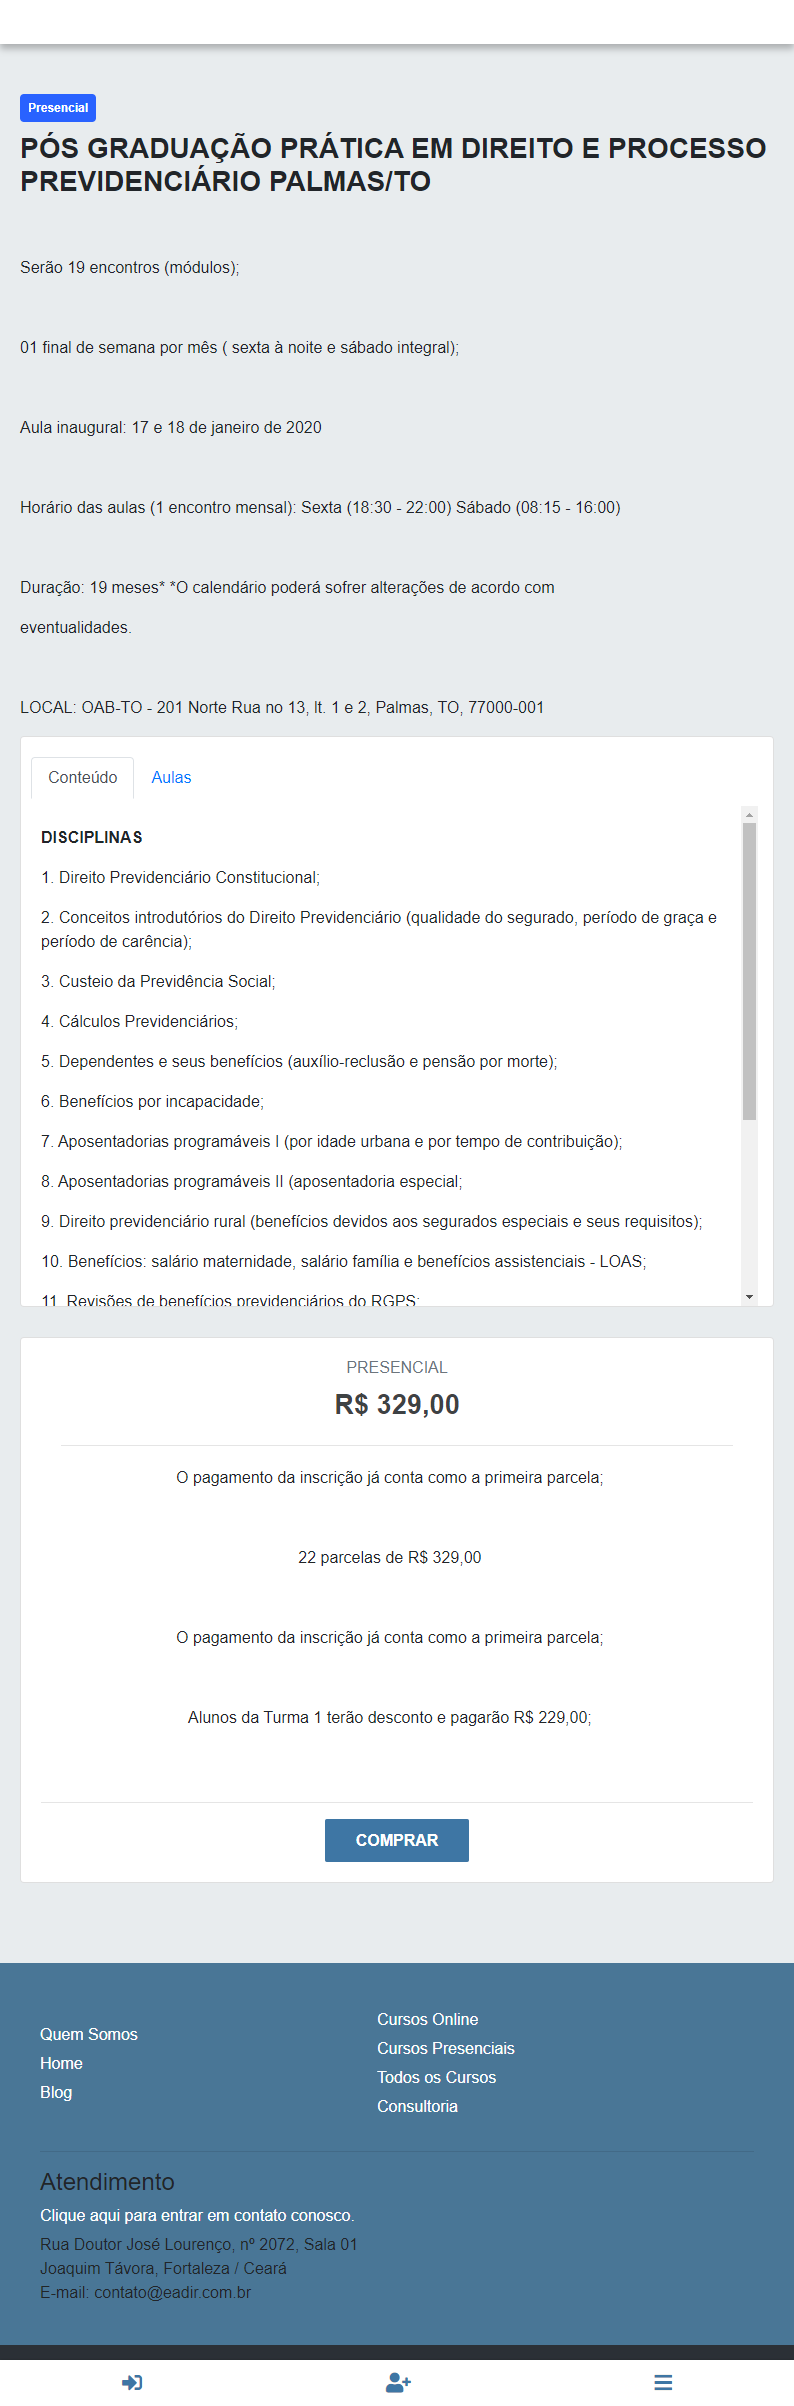 Presencial
PÓS GRADUAÇÃO PRÁTICA EM DIREITO E PROCESSO
PREVIDENCIÁRIO PALMAS/TO
Serão 19 encontros (módulos);
01 final de semana por mês ( sexta à noite e sábado integral);
Aula inaugural: 17 e 18 de janeiro de 2020
Horário das aulas (1 encontro mensal): Sexta (18:30 - 22:00) Sábado (08:15 - 16:00)
Duração: 19 meses* *O calendário poderá sofrer alterações de acordo com
eventualidades.
LOCAL: OAB-TO - 201 Norte Rua no 13, lt. 1 e 2, Palmas, TO, 77000-001
Conteúdo Aulas
DISCIPLINAS
1. Direito Previdenciário Constitucional;
2. Conceitos introdutórios do Direito Previdenciário (qualidade do segurado, período de graça e
período de carência);
3. Custeio da Previdência Social;
4. Cálculos Previdenciários;
5. Dependentes e seus benefícios (auxílio-reclusão e pensão por morte);
6. Benefícios por incapacidade;
7. Aposentadorias programáveis I (por idade urbana e por tempo de contribuição);
8. Aposentadorias programáveis II (aposentadoria especial;
9. Direito previdenciário rural (benefícios devidos aos segurados especiais e seus requisitos);
10. Benefícios: salário maternidade, salário família e benefícios assistenciais - LOAS;
11. Revisões de benefícios previdenciários do RGPS;
PRESENCIAL
R$ 329,00
O pagamento da inscrição já conta como a primeira parcela;
22 parcelas de R$ 329,00
O pagamento da inscrição já conta como a primeira parcela;
Alunos da Turma 1 terão desconto e pagarão R$ 229,00;
COMPRAR
Quem Somos
Home
Blog
Cursos Online
Cursos Presenciais
Todos os Cursos
Consultoria
Atendimento
Clique aqui para entrar em contato conosco.
Rua Doutor José Lourenço, nº 2072, Sala 01
Joaquim Távora, Fortaleza / Ceará
E-mail: contato@eadir.com.br